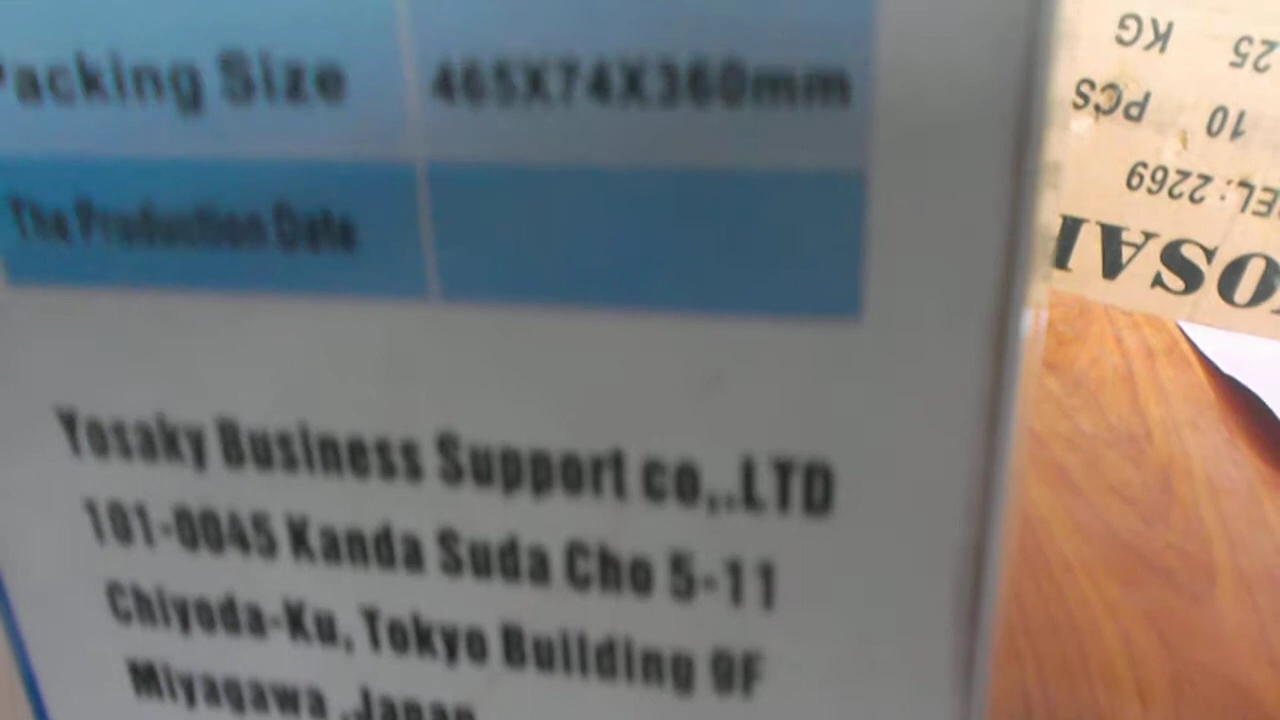 Packing Size 465X74X360mm
The Production Date
Yosaky Business Support co,.LTD
101-0045 Kanda Suda Cho 5-11
Chiyoda-Ku, Tokyo Building 9F
Miyagawa ,Japan
25 KG
10 PCS
EL: 2269
OSAI